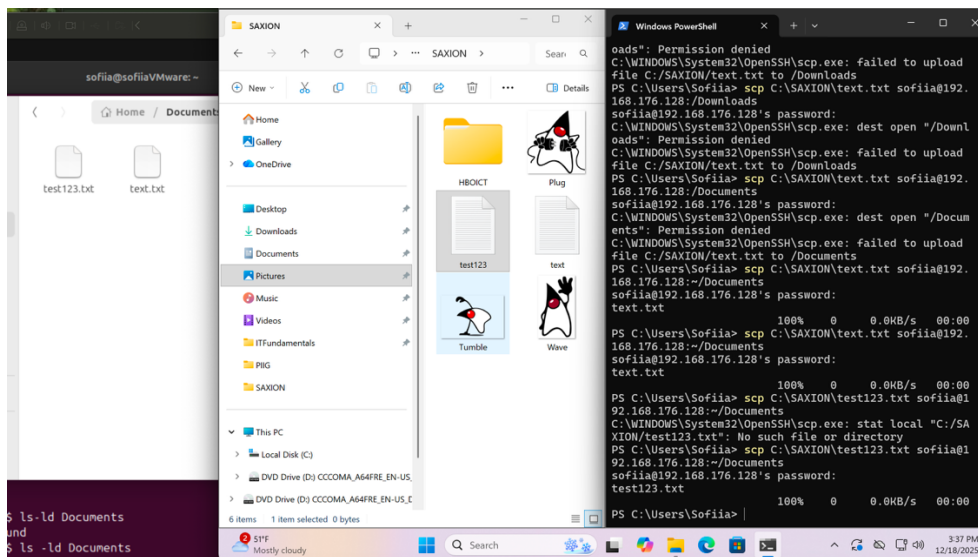 sofiia@sofiiaVMware: ~
Home / Documents
test123.txt
text.txt
$ ls-ld Documents
und
$ ls -ld Documents
SAXION
SAXION
Sear
New
Details
Home
Gallery
OneDrive
Desktop
Downloads
Documents
Pictures
Music
Videos
ITFundamentals
PIIG
SAXION
This PC
Local Disk (C:)
DVD Drive (D:) CCCOMA_A64FRE_EN-US_
DVD Drive (D:) CCCOMA_A64FRE_EN-US_D
HBOICT
Plug
test123
text
Tumble
Wave
6 items
1 item selected 0 bytes
Windows PowerShell
oads": Permission denied
C:\WINDOWS\System32\OpenSSH\scp.exe: failed to upload
file C:/SAXION/text.txt to /Downloads
PS C:\Users\Sofiia> scp C:\SAXION\text.txt sofiia@192.
168.176.128:/Downloads
sofiia@192.168.176.128's password:
C:\WINDOWS\System32\OpenSSH\scp.exe: dest open "/Downl
oads": Permission denied
C:\WINDOWS\System32\OpenSSH\scp.exe: failed to upload
file C:/SAXION/text.txt to /Downloads
PS C:\Users\Sofiia> scp C:\SAXION\text.txt sofiia@192.
168.176.128:/Documents
sofiia@192.168.176.128's password:
C:\WINDOWS\System32\OpenSSH\scp.exe: dest open "/Docum
ents": Permission denied
C:\WINDOWS\System32\OpenSSH\scp.exe: failed to upload
file C:/SAXION/text.txt to /Documents
PS C:\Users\Sofiia> scp C:\SAXION\text.txt sofiia@192.
168.176.128:~/Documents
sofiia@192.168.176.128's password:
text.txt
100% 0 0.0KB/s 00:00
PS C:\Users\Sofiia> scp C:\SAXION\text.txt sofiia@192.
168.176.128:~/Documents
sofiia@192.168.176.128's password:
text.txt
100% 0 0.0KB/s 00:00
PS C:\Users\Sofiia> scp C:\SAXION\test123.txt sofiia@1
92.168.176.128:~/Documents
C:\WINDOWS\System32\OpenSSH\scp.exe: stat local "C:/SA
XION/test123.txt": No such file or directory
PS C:\Users\Sofiia> scp C:\SAXION\test123.txt sofiia@1
92.168.176.128:~/Documents
sofiia@192.168.176.128's password:
test123.txt
100% 0 0.0KB/s 00:00
PS C:\Users\Sofiia>
2
51°F
Mostly cloudy
Search
3:37 PM